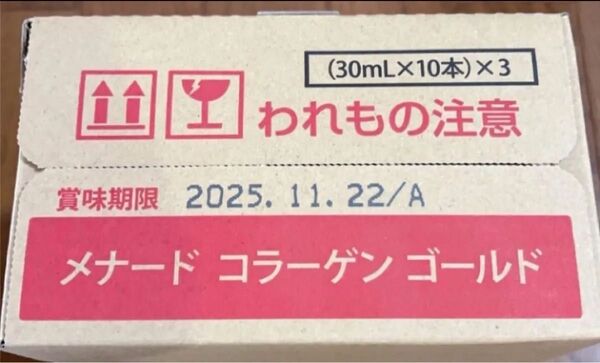 (30mL×10本)×3
われもの注意
賞味期限 2025.11.22/A
メナード コラーゲン ゴールド